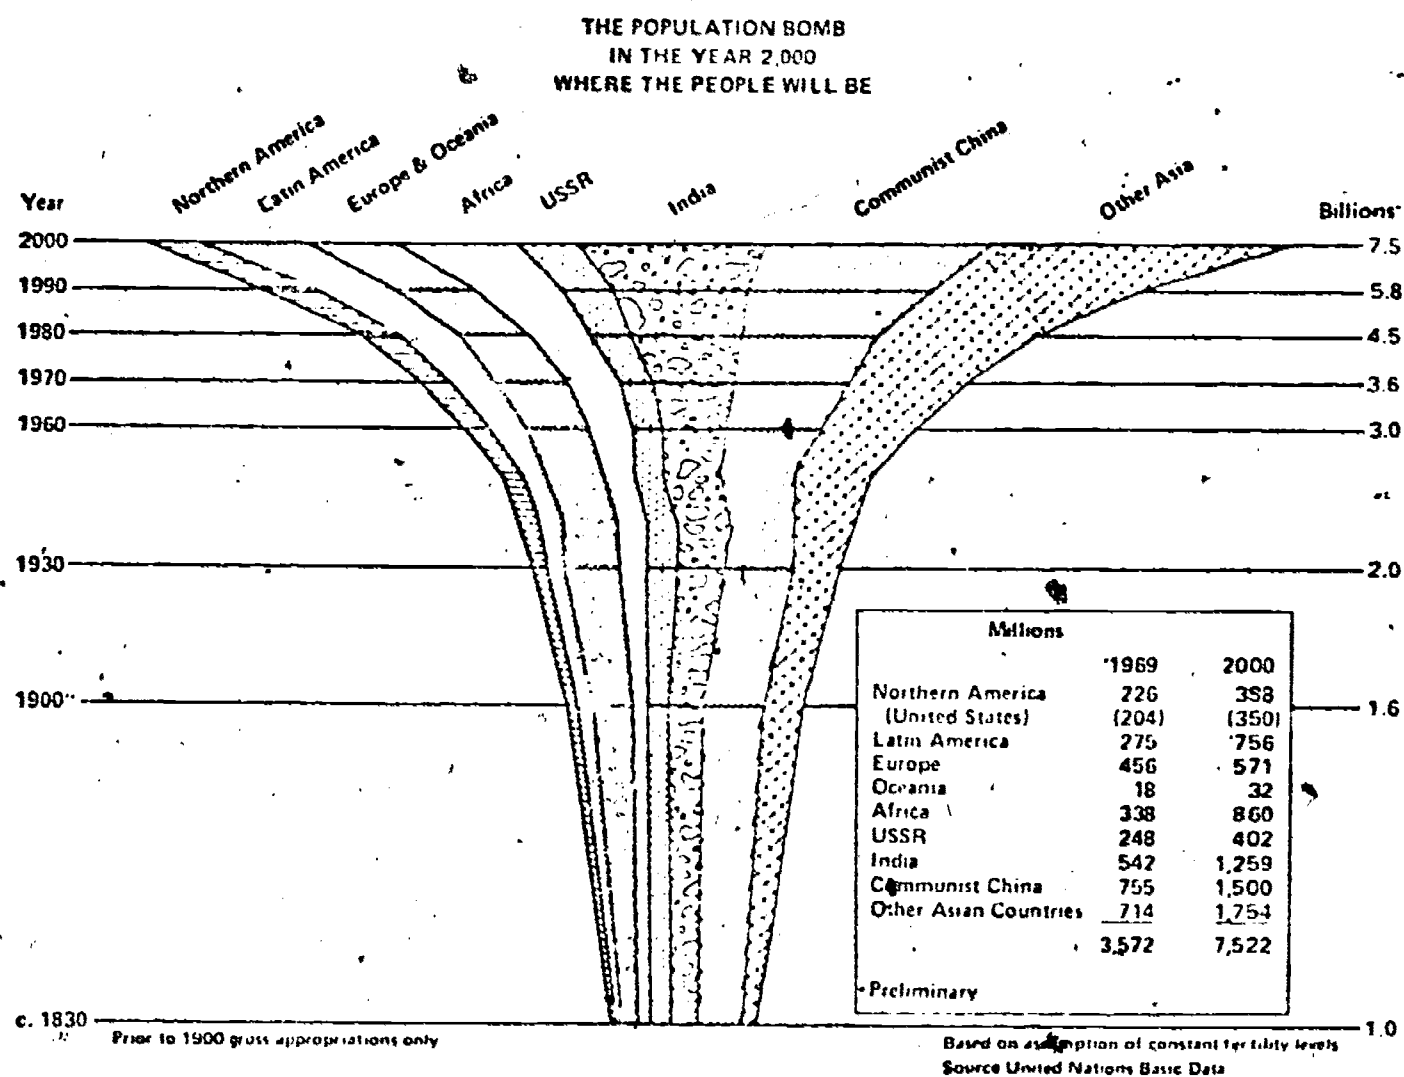 THE POPULATION BOMB
IN THE YEAR 2,000
WHERE THE PEOPLE WILL BE
Northern America
Latin America
Europe & Oceania
Africa
USSR
India
Communist China
Other Asia
Year
Billions
2000
7.5
1990
5.8
1980
4.5
1970
3.6
1960
3.0
1930
2.0
1900
1.6
c. 1830
1.0
Millions
1969 2000
Northern America 226 388
(United States) (204) (350)
Latin America 275 756
Europe 456 571
Oceania 18 32
Africa 338 860
USSR 248 402
India 542 1,259
Communist China 755 1,500
Other Asian Countries 714 1,754
3,572 7,522
Preliminary
Prior to 1900 gross appropriations only
Based on assumption of constant fertility levels
Source United Nations Basic Data